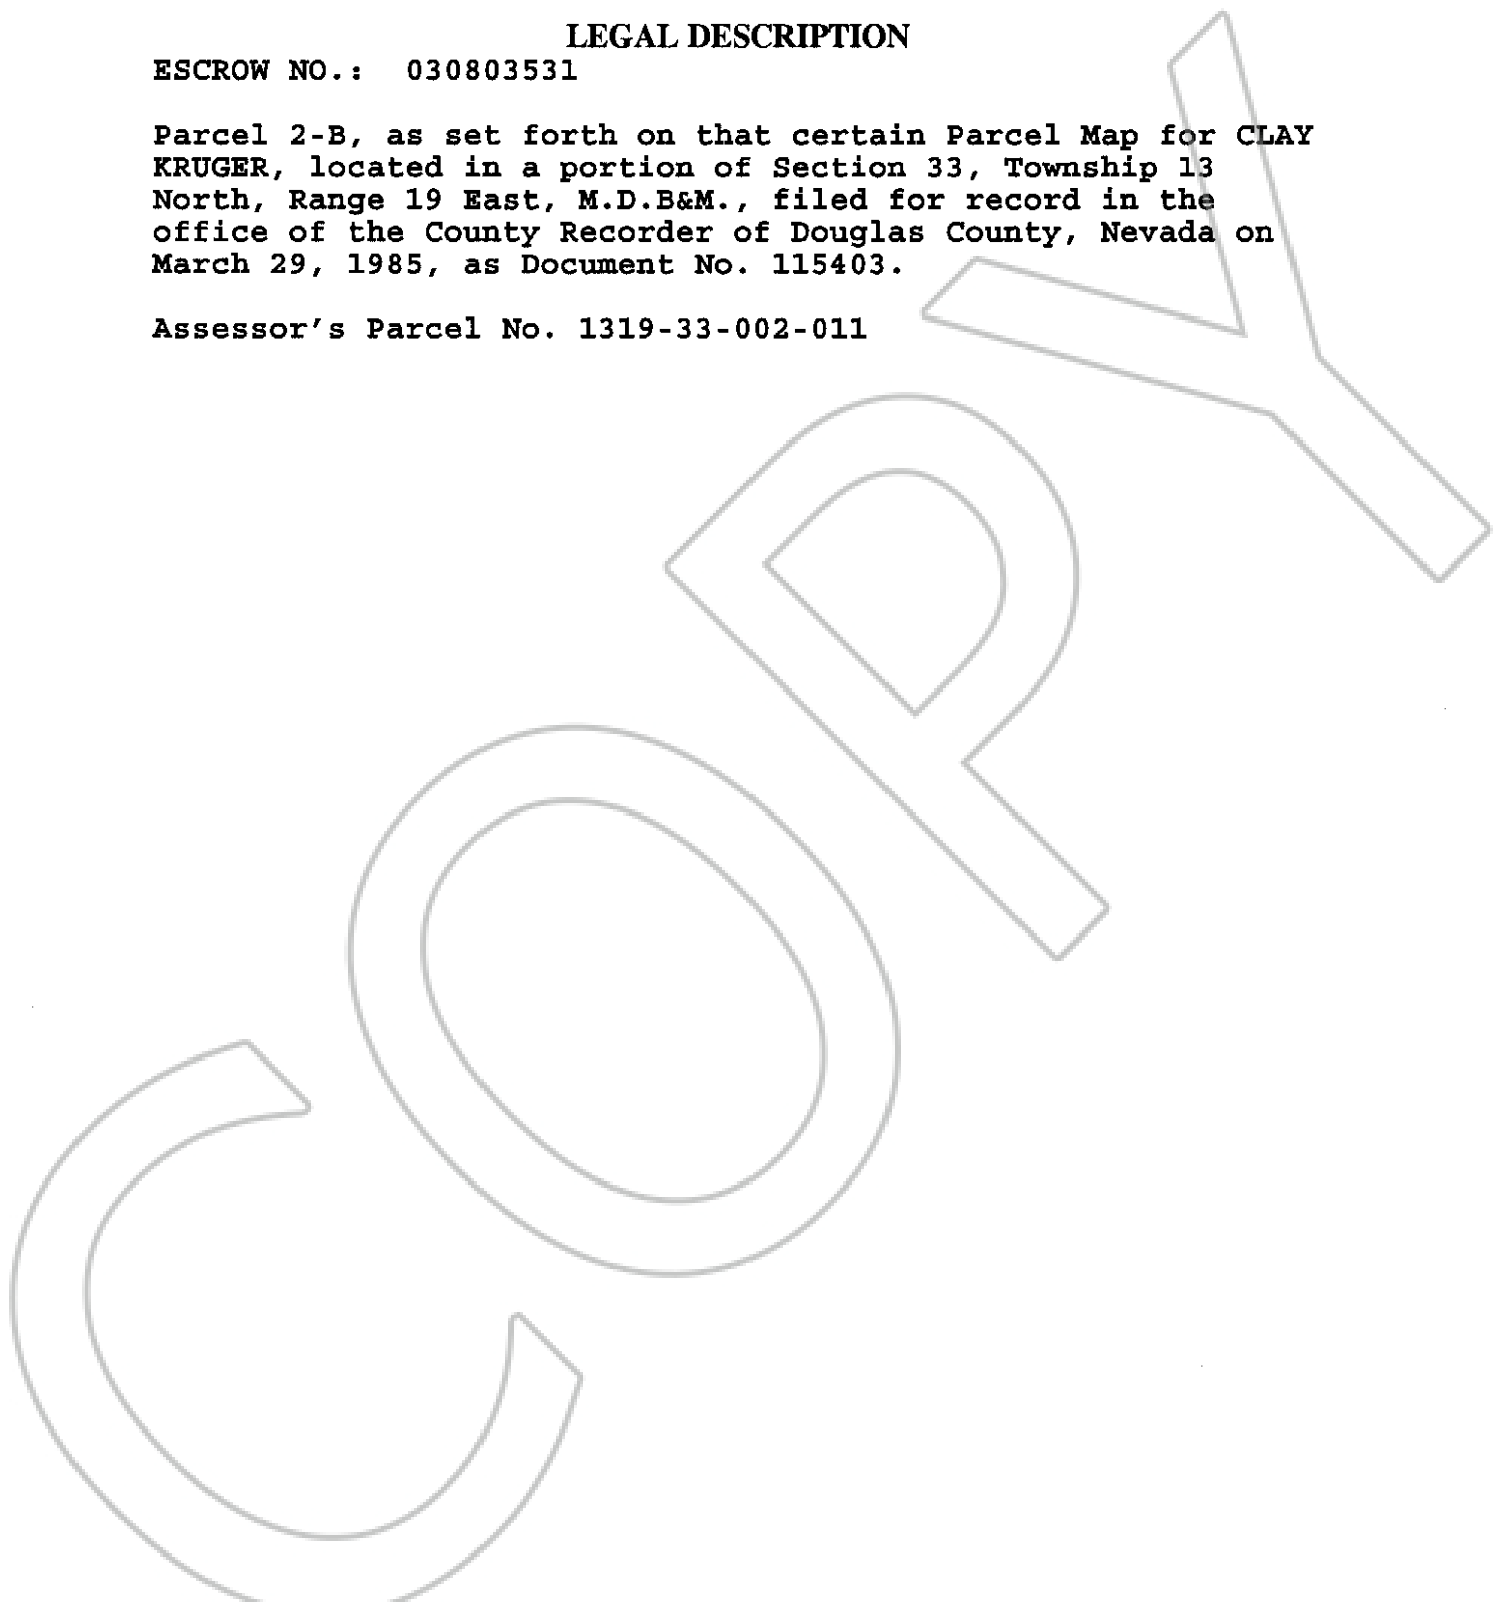 LEGAL DESCRIPTION
ESCROW NO.: 030803531
Parcel 2-B, as set forth on that certain Parcel Map for CLAY
KRUGER, located in a portion of Section 33, Township 13
North, Range 19 East, M.D.B&M., filed for record in the
office of the County Recorder of Douglas County, Nevada on
March 29, 1985, as Document No. 115403.
Assessor's Parcel No. 1319-33-002-011
COPY